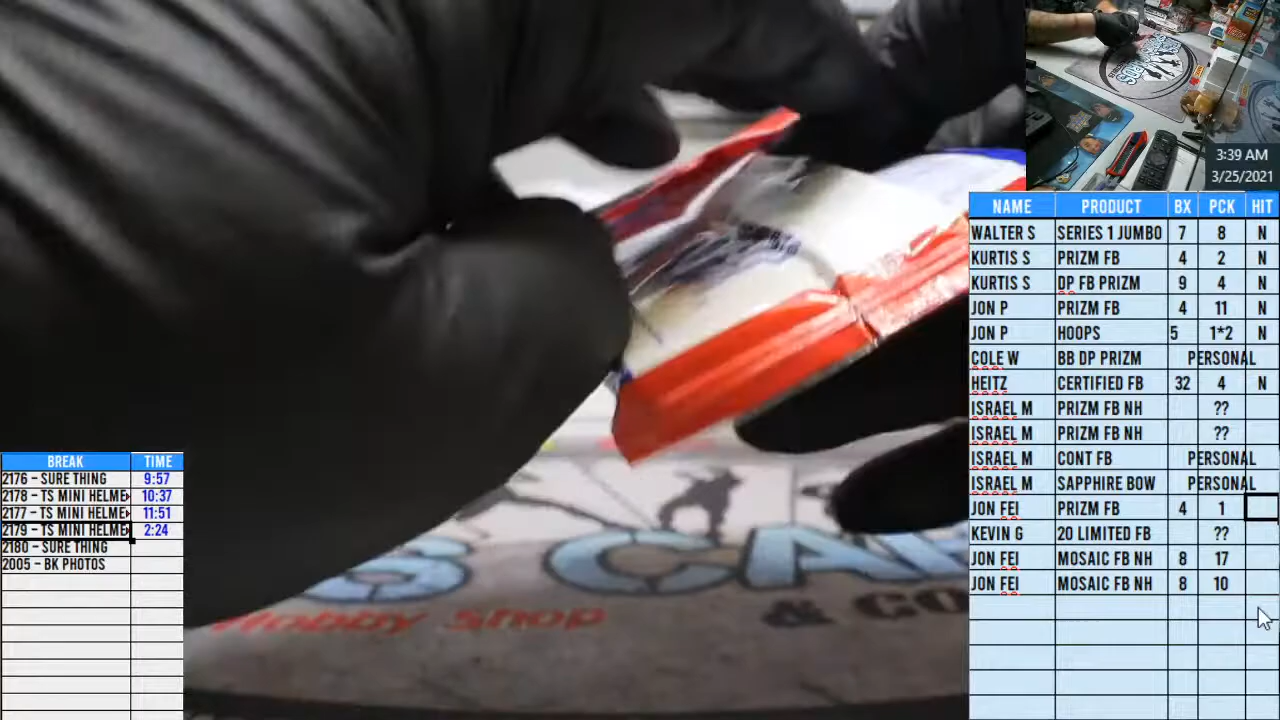 3:39 AM
3/25/2021
NAME PRODUCT BX PCK HIT
WALTER S SERIES 1 JUMBO 7 8 N
KURTIS S PRIZM FB 4 2 N
KURTIS S DP FB PRIZM 9 4 N
JON P PRIZM FB 4 11 N
JON P HOOPS 5 1*2 N
COLE W BB DP PRIZM PERSONAL
HEITZ CERTIFIED FB 32 4 N
ISRAEL M PRIZM FB NH ??
ISRAEL M PRIZM FB NH ??
ISRAEL M CONT FB PERSONAL
ISRAEL M SAPPHIRE BOW PERSONAL
JON FEI PRIZM FB 4 1
KEVIN G 20 LIMITED FB ??
JON FEI MOSAIC FB NH 8 17
JON FEI MOSAIC FB NH 8 10
BREAK TIME
2176 – SURE THING 9:57
2178 – TS MINI HELME 10:37
2177 – TS MINI HELME 11:51
2179 – TS MINI HELME 2:24
2180 – SURE THING
2005 – BK PHOTOS
S CA
& CO
Hobby Shop